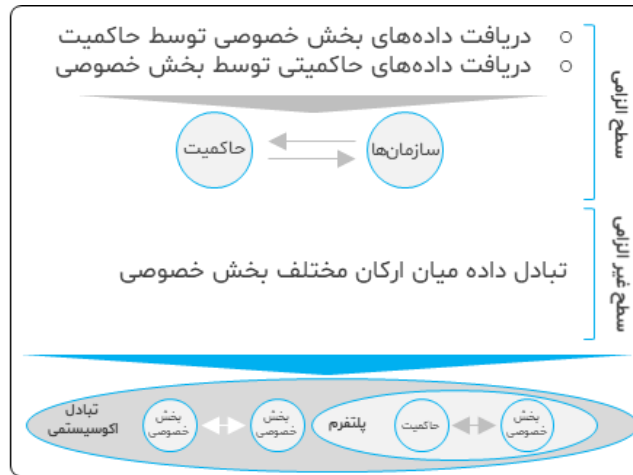 دریافت داده‌های بخش خصوصی توسط حاکمیت
دریافت داده‌های حاکمیتی توسط بخش خصوصی
سطح الزامی
سازمان‌ها
حاکمیت
سطح غیر الزامی
تبادل داده میان ارکان مختلف بخش خصوصی
بخش
خصوصی
حاکمیت
پلتفرم
بخش
خصوصی
بخش
خصوصی
تبادل
اکوسیستمی